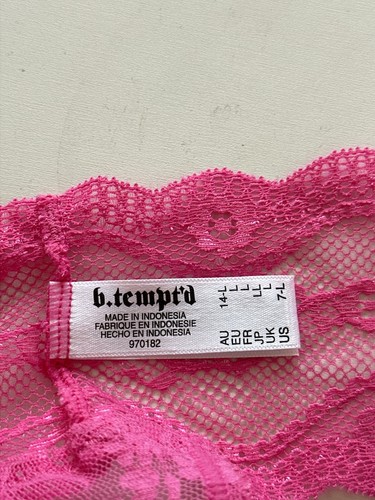 b.tempt'd
MADE IN INDONESIA
FABRIQUE EN INDONESIE
HECHO EN INDONESIA
970182
AU 14-L
EU L
FR L
JP LL
UK L
US 7-L